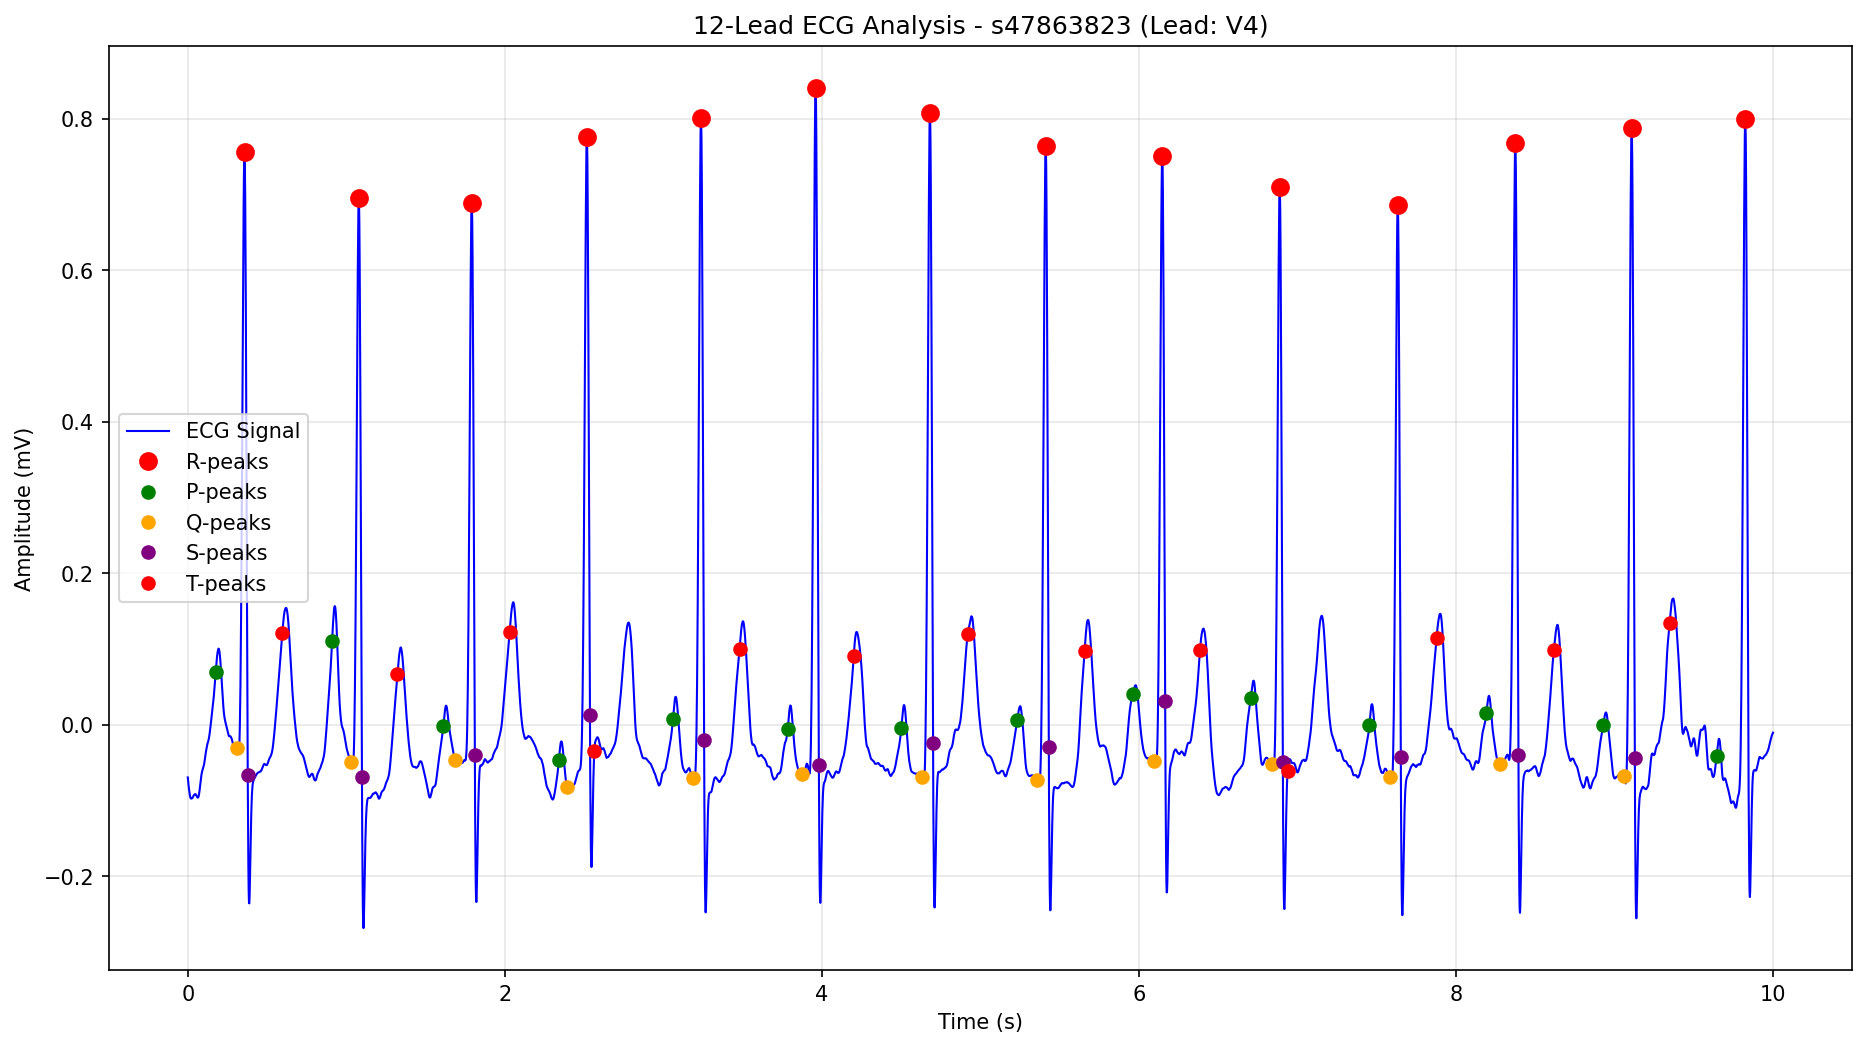 12-Lead ECG Analysis - s47863823 (Lead: V4)
Amplitude (mV)
0.8
0.6
0.4
0.2
0.0
−0.2
ECG Signal
R-peaks
P-peaks
Q-peaks
S-peaks
T-peaks
0 2 4 6 8 10
Time (s)